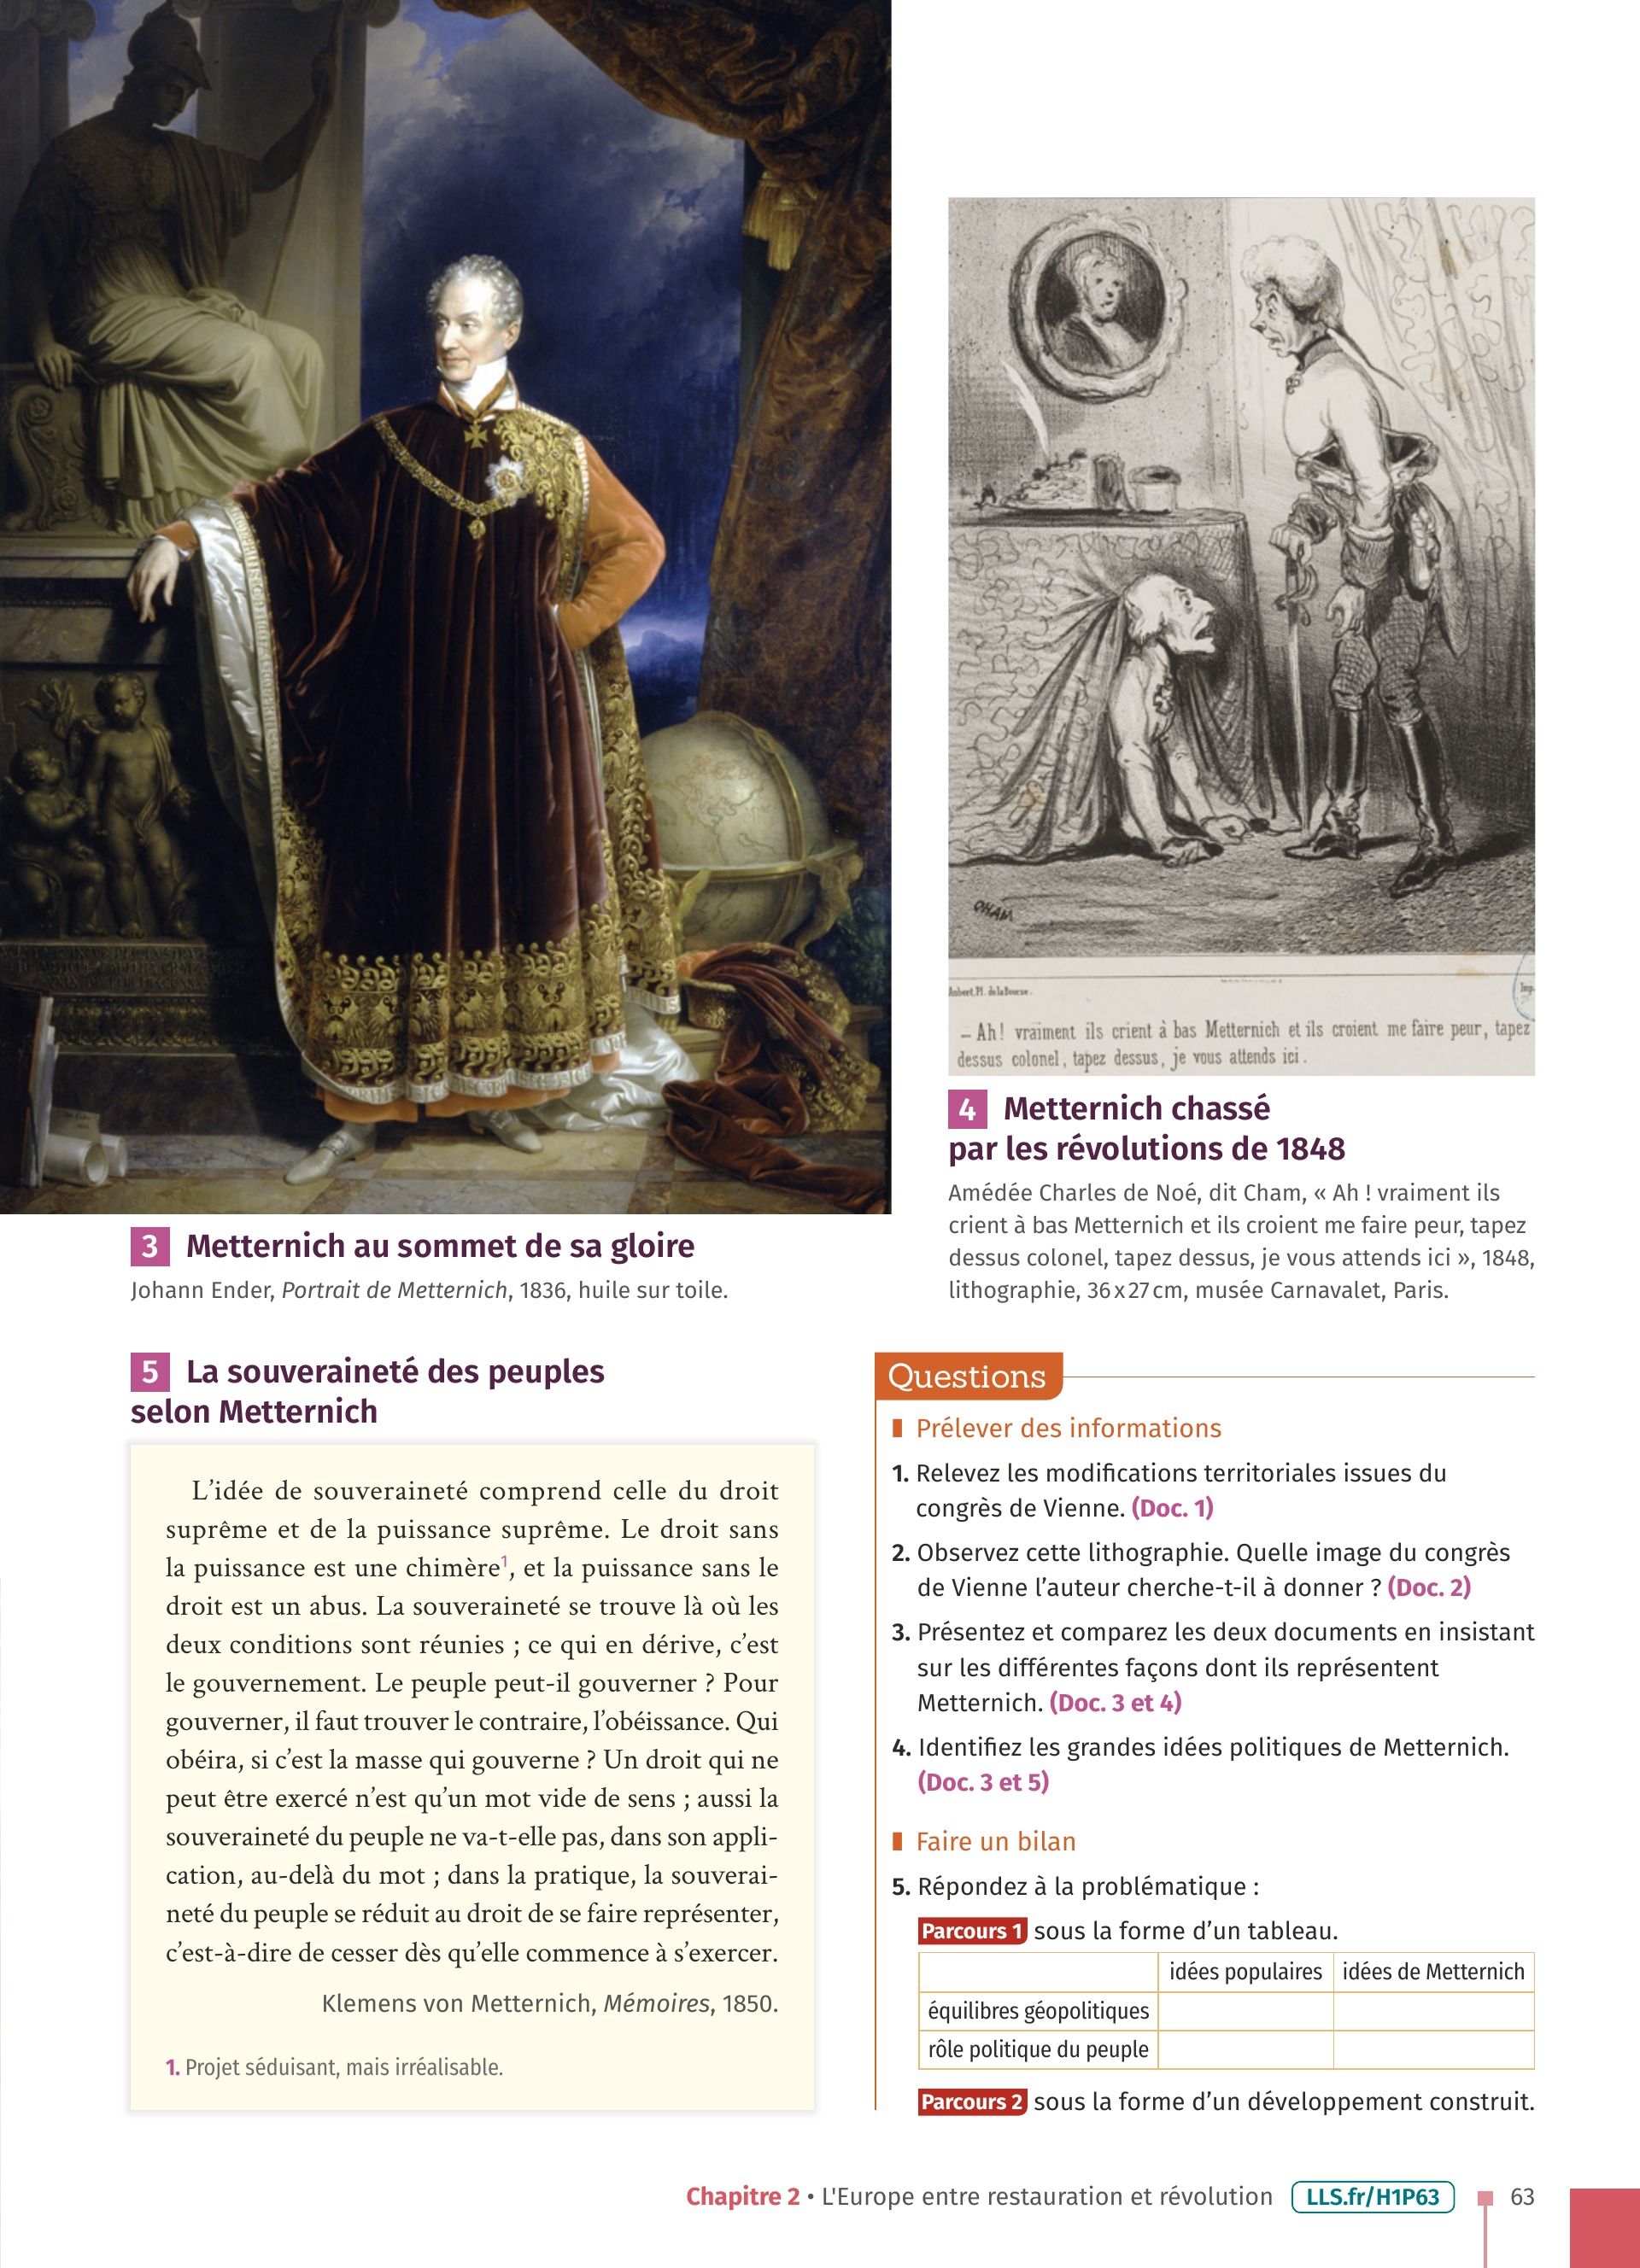 CHAM
Aubert, Pl. de la Bourse.
Imp.
– Ah! vraiment ils crient à bas Metternich et ils croient me faire peur, tapez
dessus colonel, tapez dessus, je vous attends ici.
3 Metternich au sommet de sa gloire
Johann Ender, Portrait de Metternich, 1836, huile sur toile.
4 Metternich chassé
par les révolutions de 1848
Amédée Charles de Noé, dit Cham, « Ah ! vraiment ils
crient à bas Metternich et ils croient me faire peur, tapez
dessus colonel, tapez dessus, je vous attends ici », 1848,
lithographie, 36 x 27 cm, musée Carnavalet, Paris.
5 La souveraineté des peuples
selon Metternich
L’idée de souveraineté comprend celle du droit
suprême et de la puissance suprême. Le droit sans
la puissance est une chimère1, et la puissance sans le
droit est un abus. La souveraineté se trouve là où les
deux conditions sont réunies ; ce qui en dérive, c’est
le gouvernement. Le peuple peut-il gouverner ? Pour
gouverner, il faut trouver le contraire, l’obéissance. Qui
obéira, si c’est la masse qui gouverne ? Un droit qui ne
peut être exercé n’est qu’un mot vide de sens ; aussi la
souveraineté du peuple ne va-t-elle pas, dans son appli-
cation, au-delà du mot ; dans la pratique, la souverai-
neté du peuple se réduit au droit de se faire représenter,
c’est-à-dire de cesser dès qu’elle commence à s’exercer.
Klemens von Metternich, Mémoires, 1850.
1. Projet séduisant, mais irréalisable.
Questions
Prélever des informations
1. Relevez les modifications territoriales issues du
congrès de Vienne. (Doc. 1)
2. Observez cette lithographie. Quelle image du congrès
de Vienne l’auteur cherche-t-il à donner ? (Doc. 2)
3. Présentez et comparez les deux documents en insistant
sur les différentes façons dont ils représentent
Metternich. (Doc. 3 et 4)
4. Identifiez les grandes idées politiques de Metternich.
(Doc. 3 et 5)
Faire un bilan
5. Répondez à la problématique :
Parcours 1 sous la forme d’un tableau.
idées populaires idées de Metternich
équilibres géopolitiques
rôle politique du peuple
Parcours 2 sous la forme d’un développement construit.
Chapitre 2 • L'Europe entre restauration et révolution LLS.fr/H1P63 63